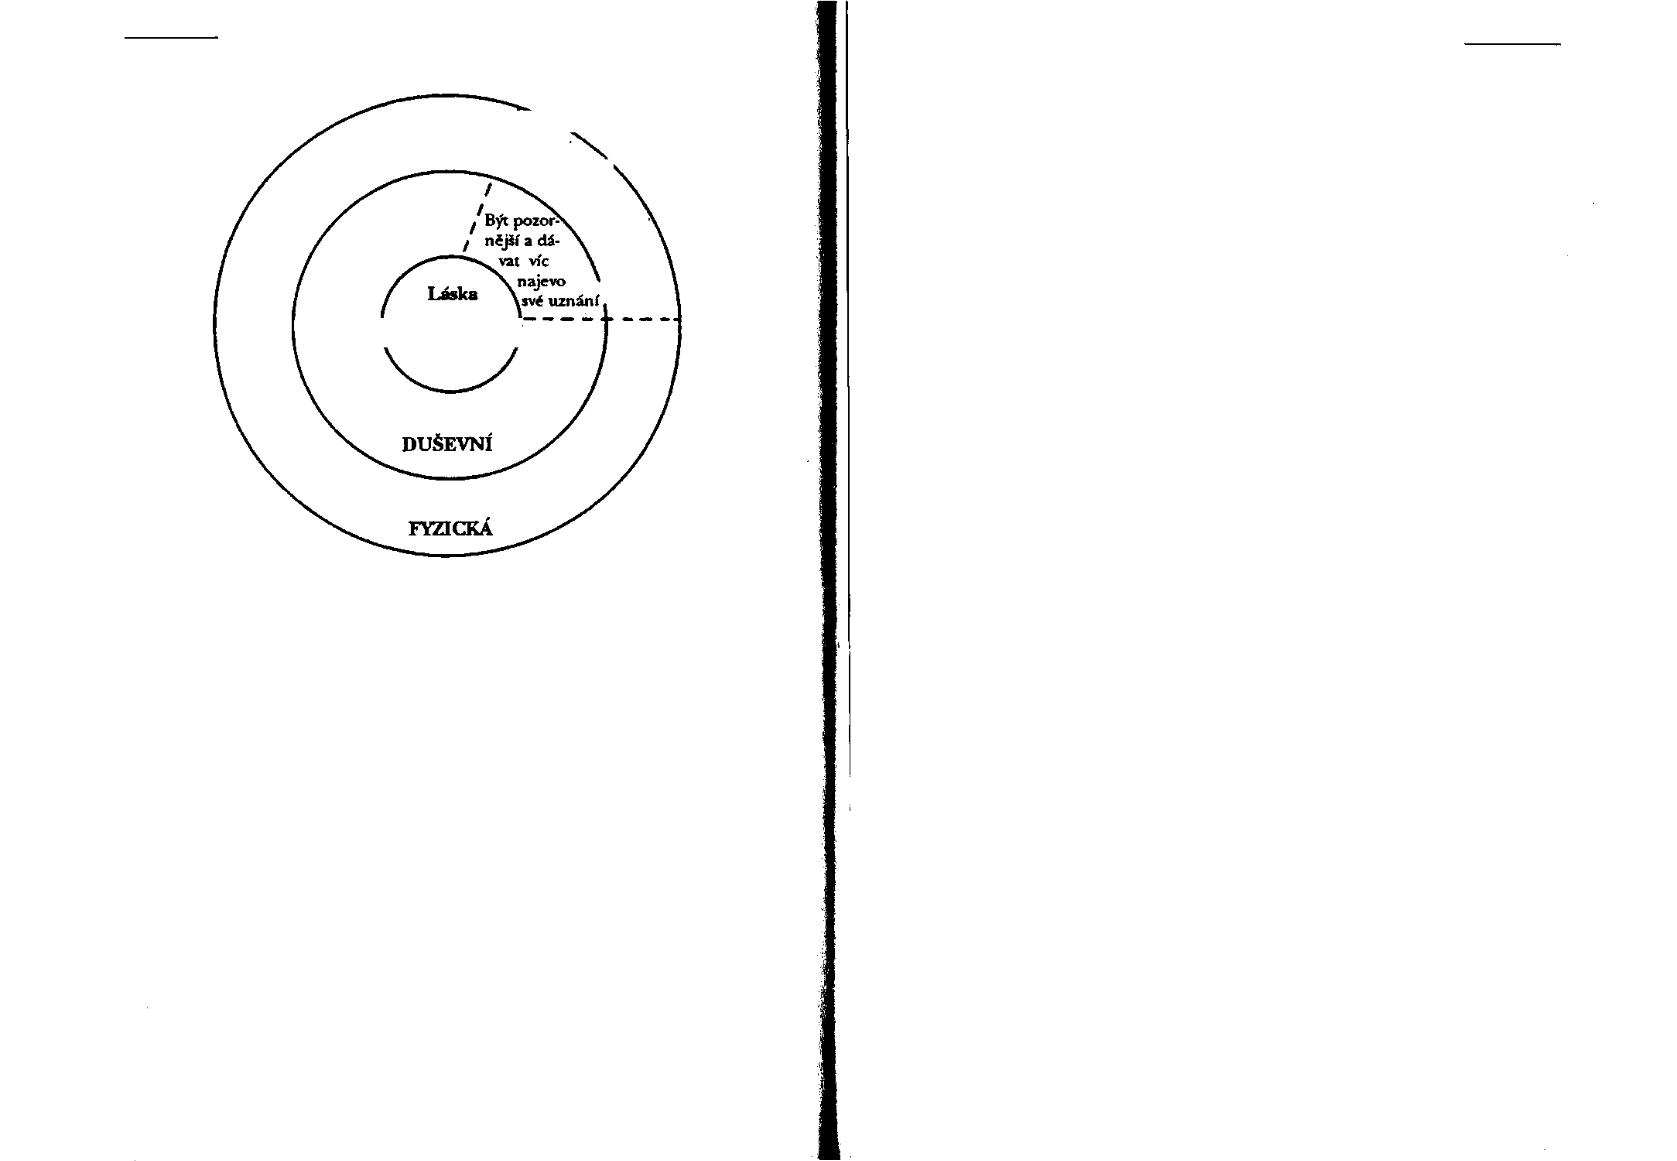 Být pozor-
nější a dá-
vat víc
najevo
své uznání
Láska
DUŠEVNÍ
FYZICKÁ